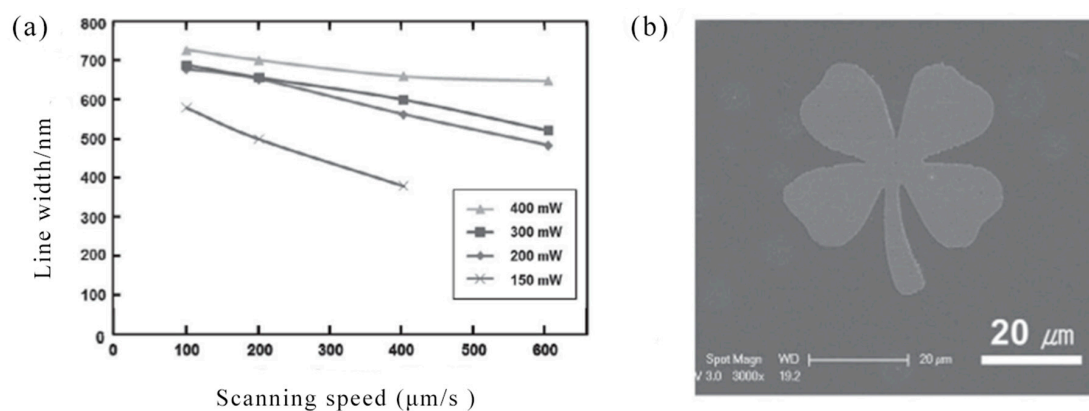 (a)
800
700
600
500
400
300
200
100
0
Line width/nm
400 mW
300 mW
200 mW
150 mW
0 100 200 300 400 500 600
Scanning speed (μm/s )
(b)
20 μm
Spot Magn WD 20 μm
V 3.0 3000x 19.2